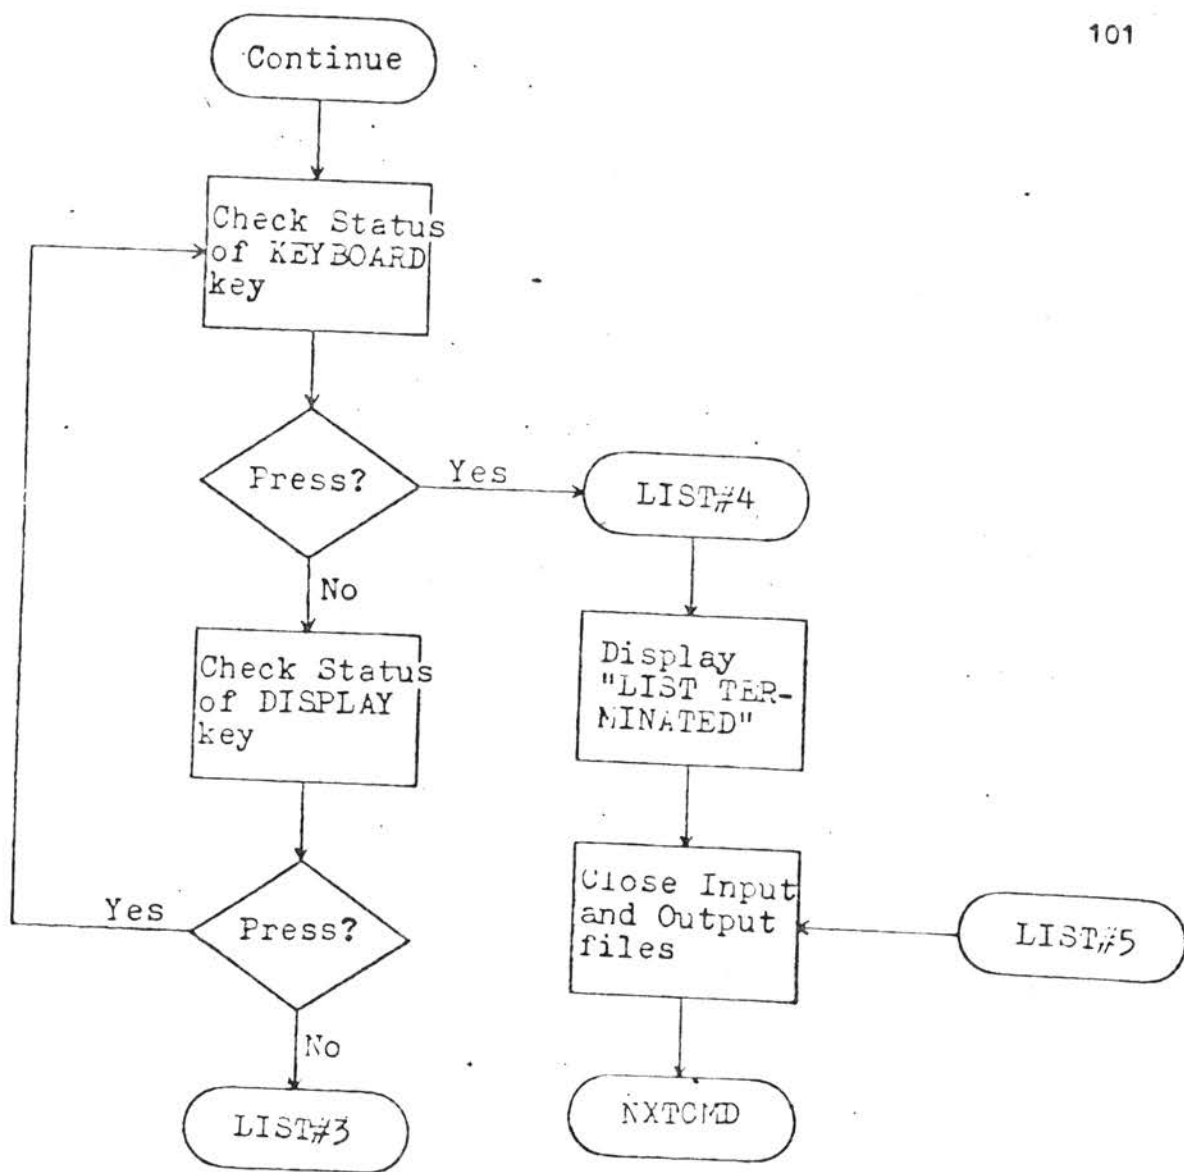 101
Continue
Check Status
of KEYBOARD
key
Press?
Yes
LIST#4
No
Check Status
of DISPLAY
key
Display
"LIST TER-
MINATED"
Yes
Press?
Close Input
and Output
files
LIST#5
No
LIST#3
NXTCMD